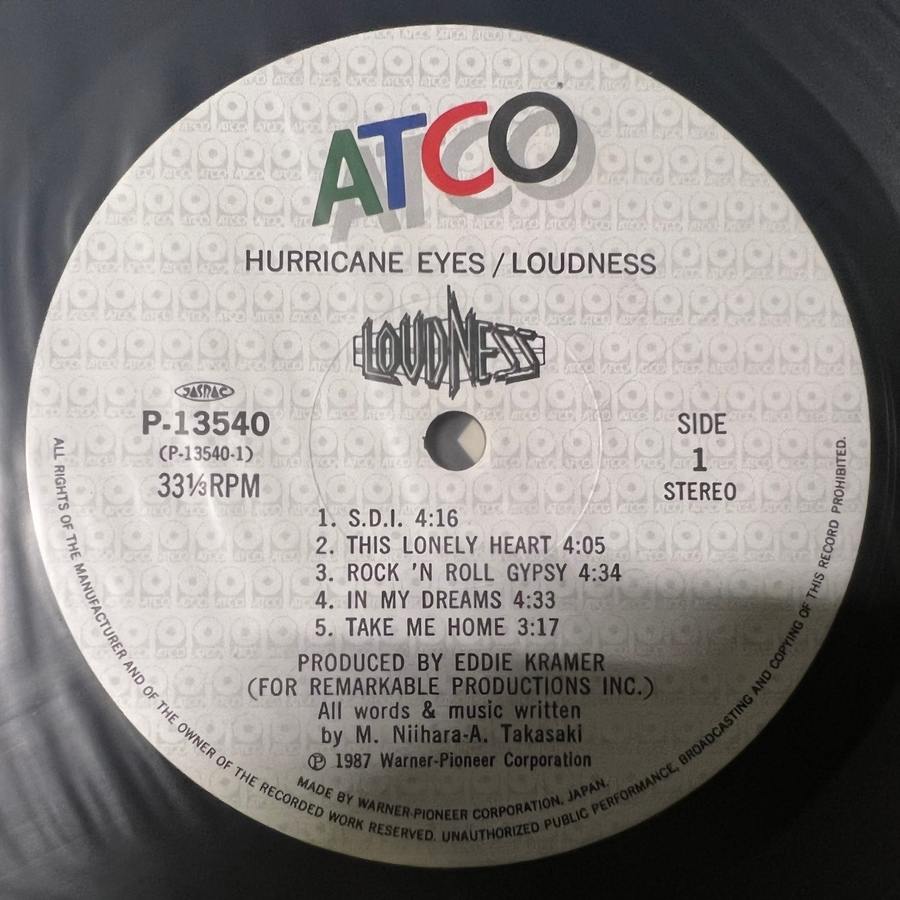 ATCO
HURRICANE EYES / LOUDNESS
LOUDNESS
JASRAC
P-13540
(P-13540-1)
33⅓RPM
SIDE
1
STEREO
1. S.D.I. 4:16
2. THIS LONELY HEART 4:05
3. ROCK 'N ROLL GYPSY 4:34
4. IN MY DREAMS 4:33
5. TAKE ME HOME 3:17
PRODUCED BY EDDIE KRAMER
(FOR REMARKABLE PRODUCTIONS INC.)
All words & music written
by M. Niihara-A. Takasaki
Ⓟ 1987 Warner-Pioneer Corporation
MADE BY WARNER-PIONEER CORPORATION, JAPAN.
ALL RIGHTS OF THE MANUFACTURER AND OF THE OWNER OF THE RECORDED WORK RESERVED. UNAUTHORIZED PUBLIC PERFORMANCE, BROADCASTING AND COPYING OF THIS RECORD PROHIBITED.